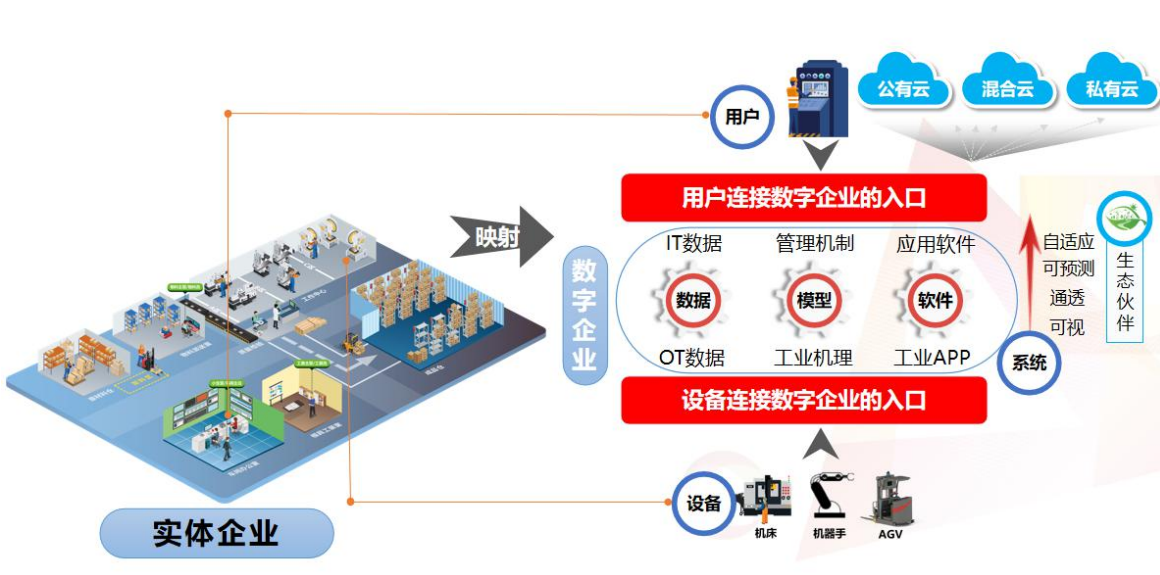 公有云
混合云
私有云
用户
用户连接数字企业的入口
映射
数字企业
IT数据
管理机制
应用软件
数据
模型
软件
OT数据
工业机理
工业APP
自适应
可预测
通透
可视
生态伙伴
系统
设备连接数字企业的入口
工作中心
设备
机床
机器手
AGV
实体企业